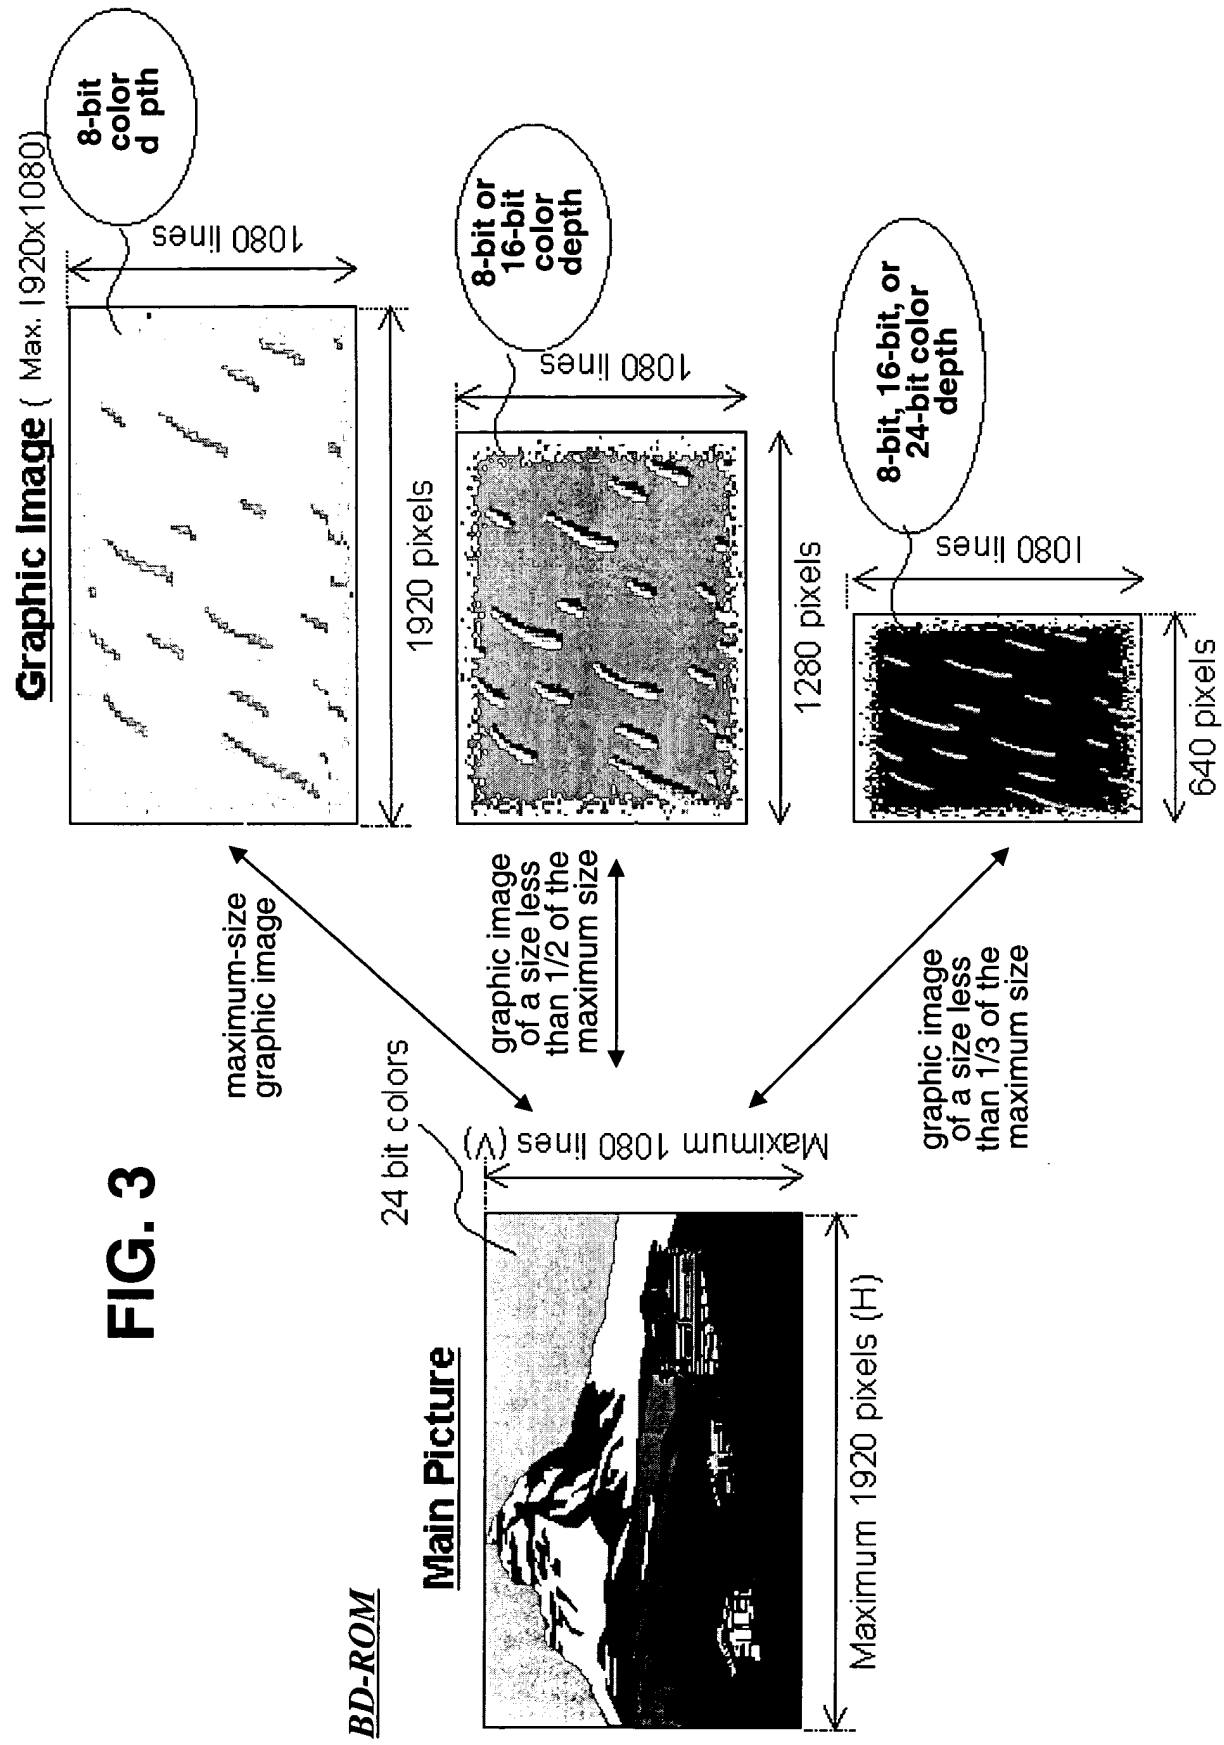 FIG. 3
BD-ROM
Main Picture
24 bit colors
Maximum 1080 lines (V)
Maximum 1920 pixels (H)
Graphic Image ( Max. 1920x1080)
maximum-size
graphic image
8-bit
color
d pth
1080 lines
1920 pixels
graphic image
of a size less
than 1/2 of the
maximum size
8-bit or
16-bit
color
depth
1080 lines
1280 pixels
graphic image
of a size less
than 1/3 of the
maximum size
8-bit, 16-bit, or
24-bit color
depth
1080 lines
640 pixels